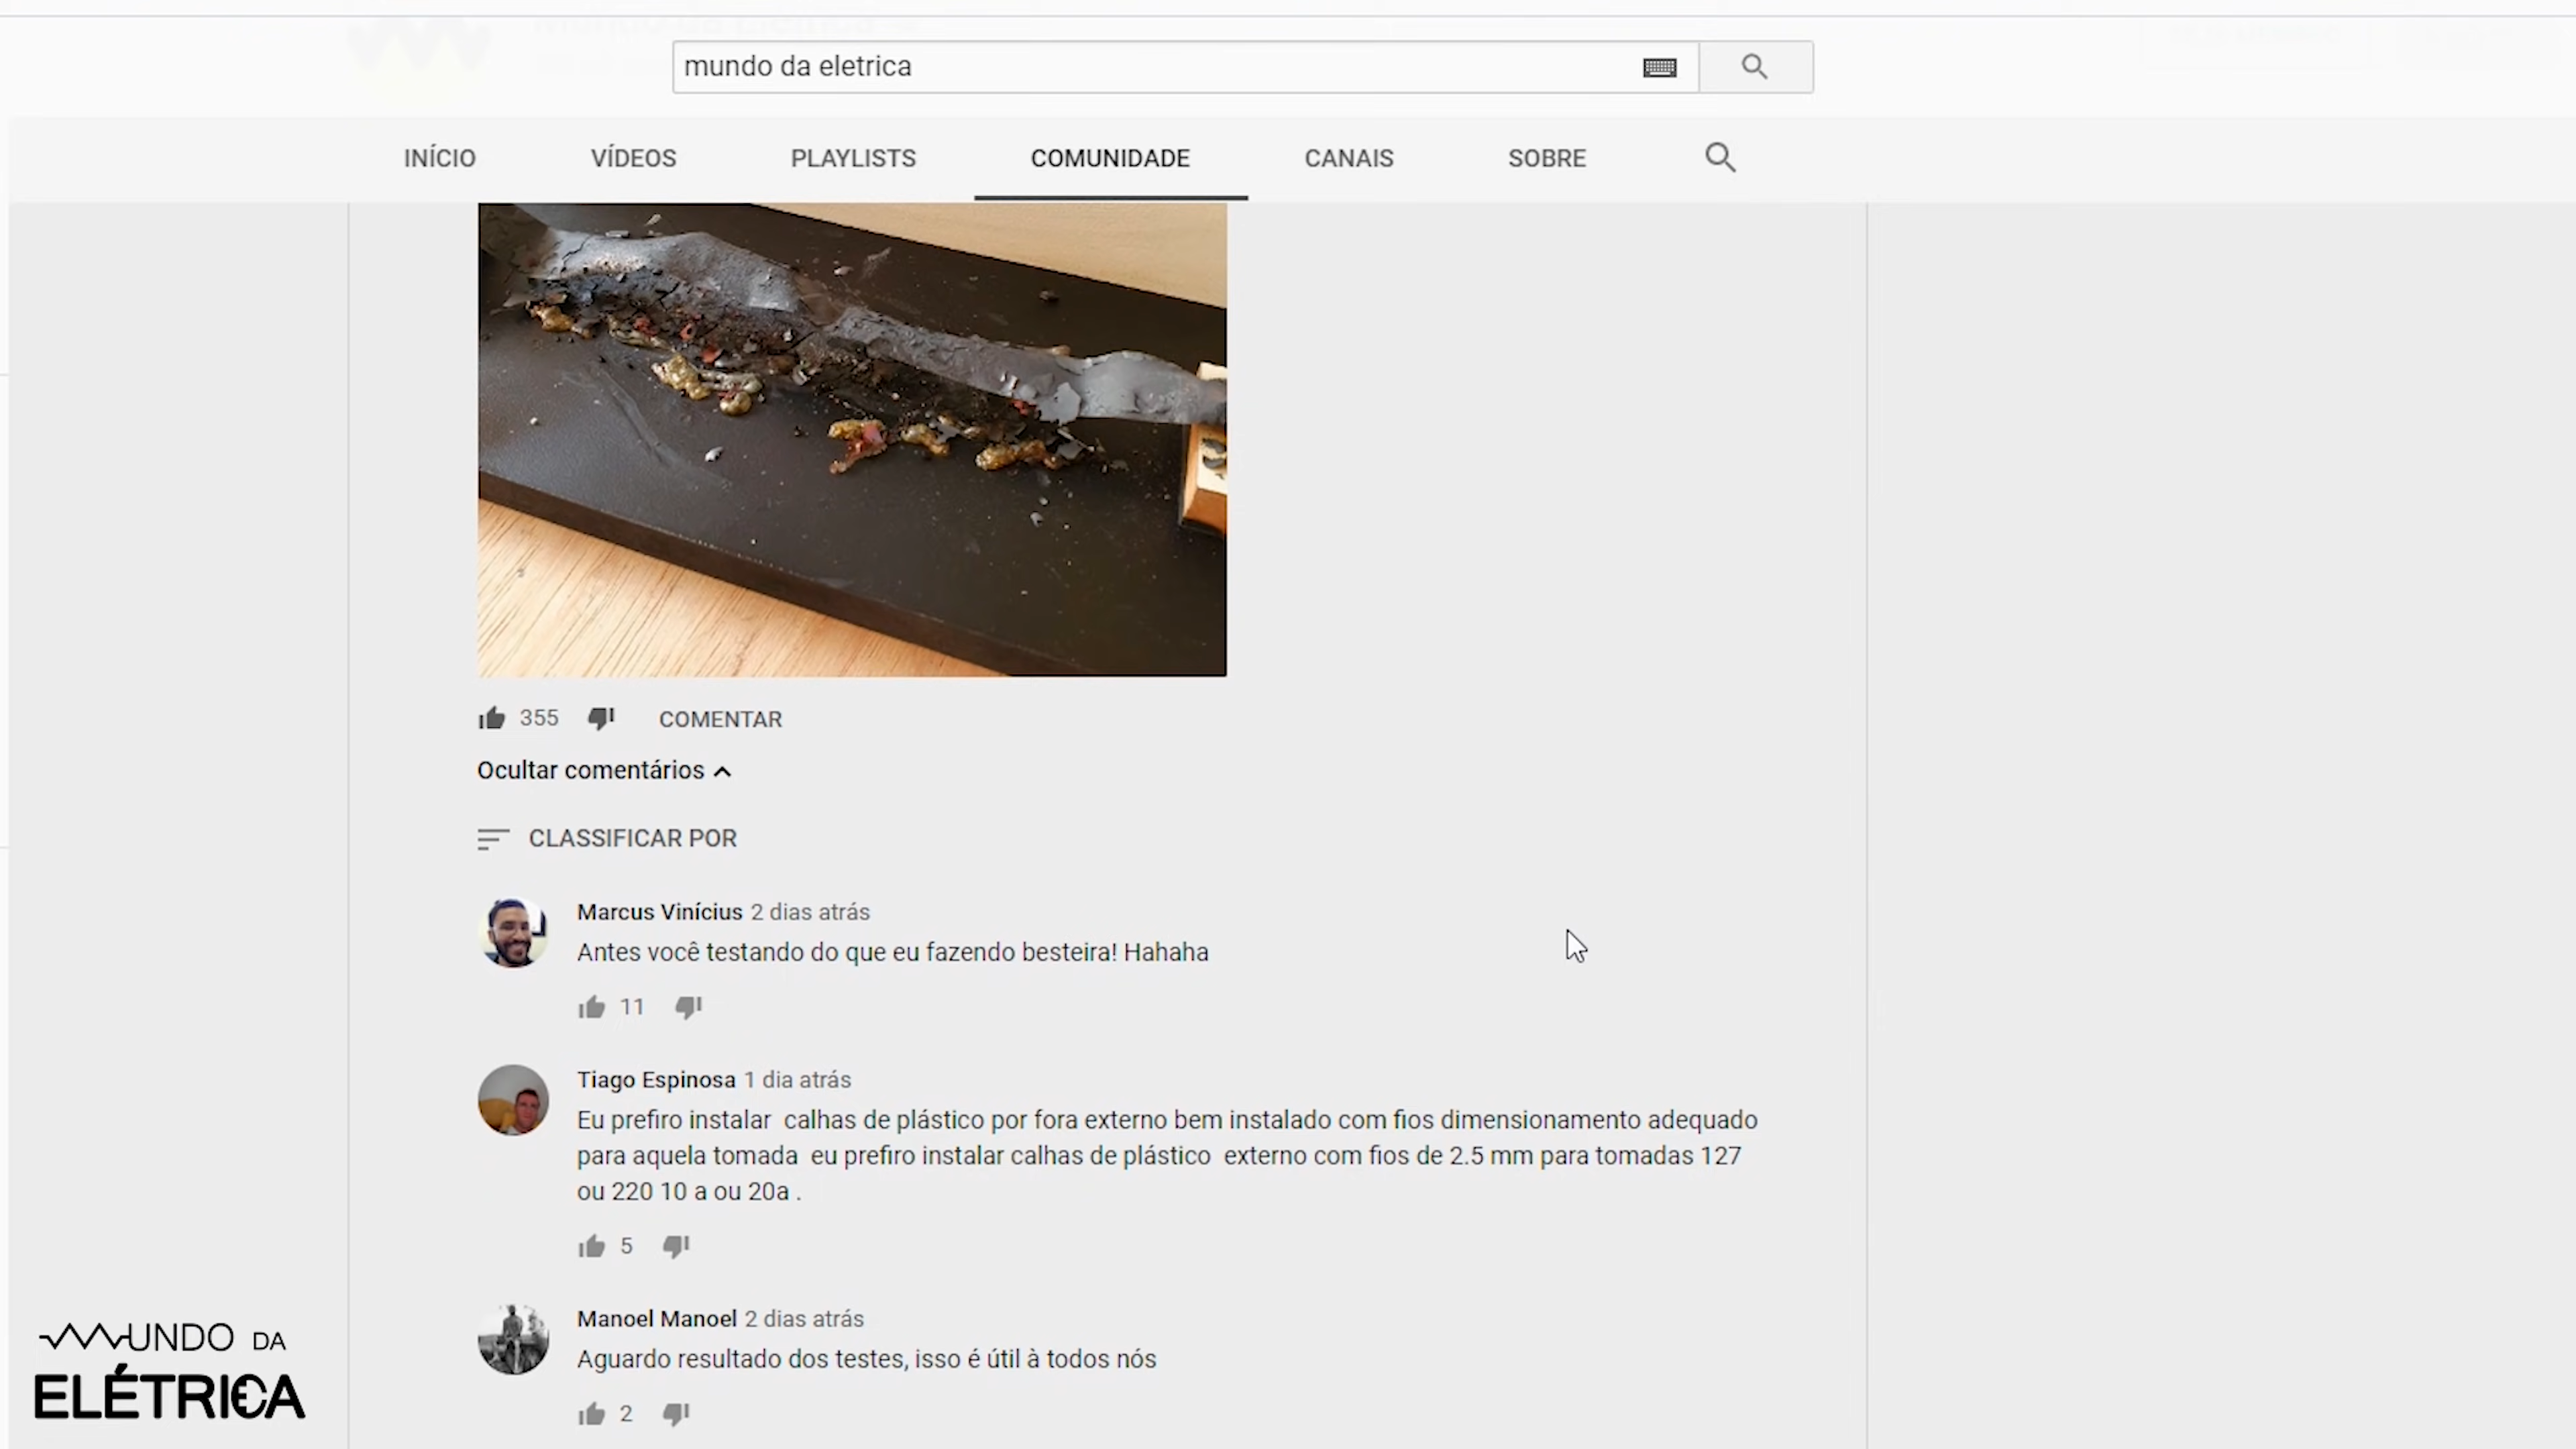 mundo da eletrica
INÍCIO VÍDEOS PLAYLISTS COMUNIDADE CANAIS SOBRE
355 COMENTAR
Ocultar comentários
CLASSIFICAR POR
Marcus Vinícius 2 dias atrás
Antes você testando do que eu fazendo besteira! Hahaha
11
Tiago Espinosa 1 dia atrás
Eu prefiro instalar calhas de plástico por fora externo bem instalado com fios dimensionamento adequado
para aquela tomada eu prefiro instalar calhas de plástico externo com fios de 2.5 mm para tomadas 127
ou 220 10 a ou 20a .
5
Manoel Manoel 2 dias atrás
Aguardo resultado dos testes, isso é útil à todos nós
2
MUNDO DA
ELÉTRICA